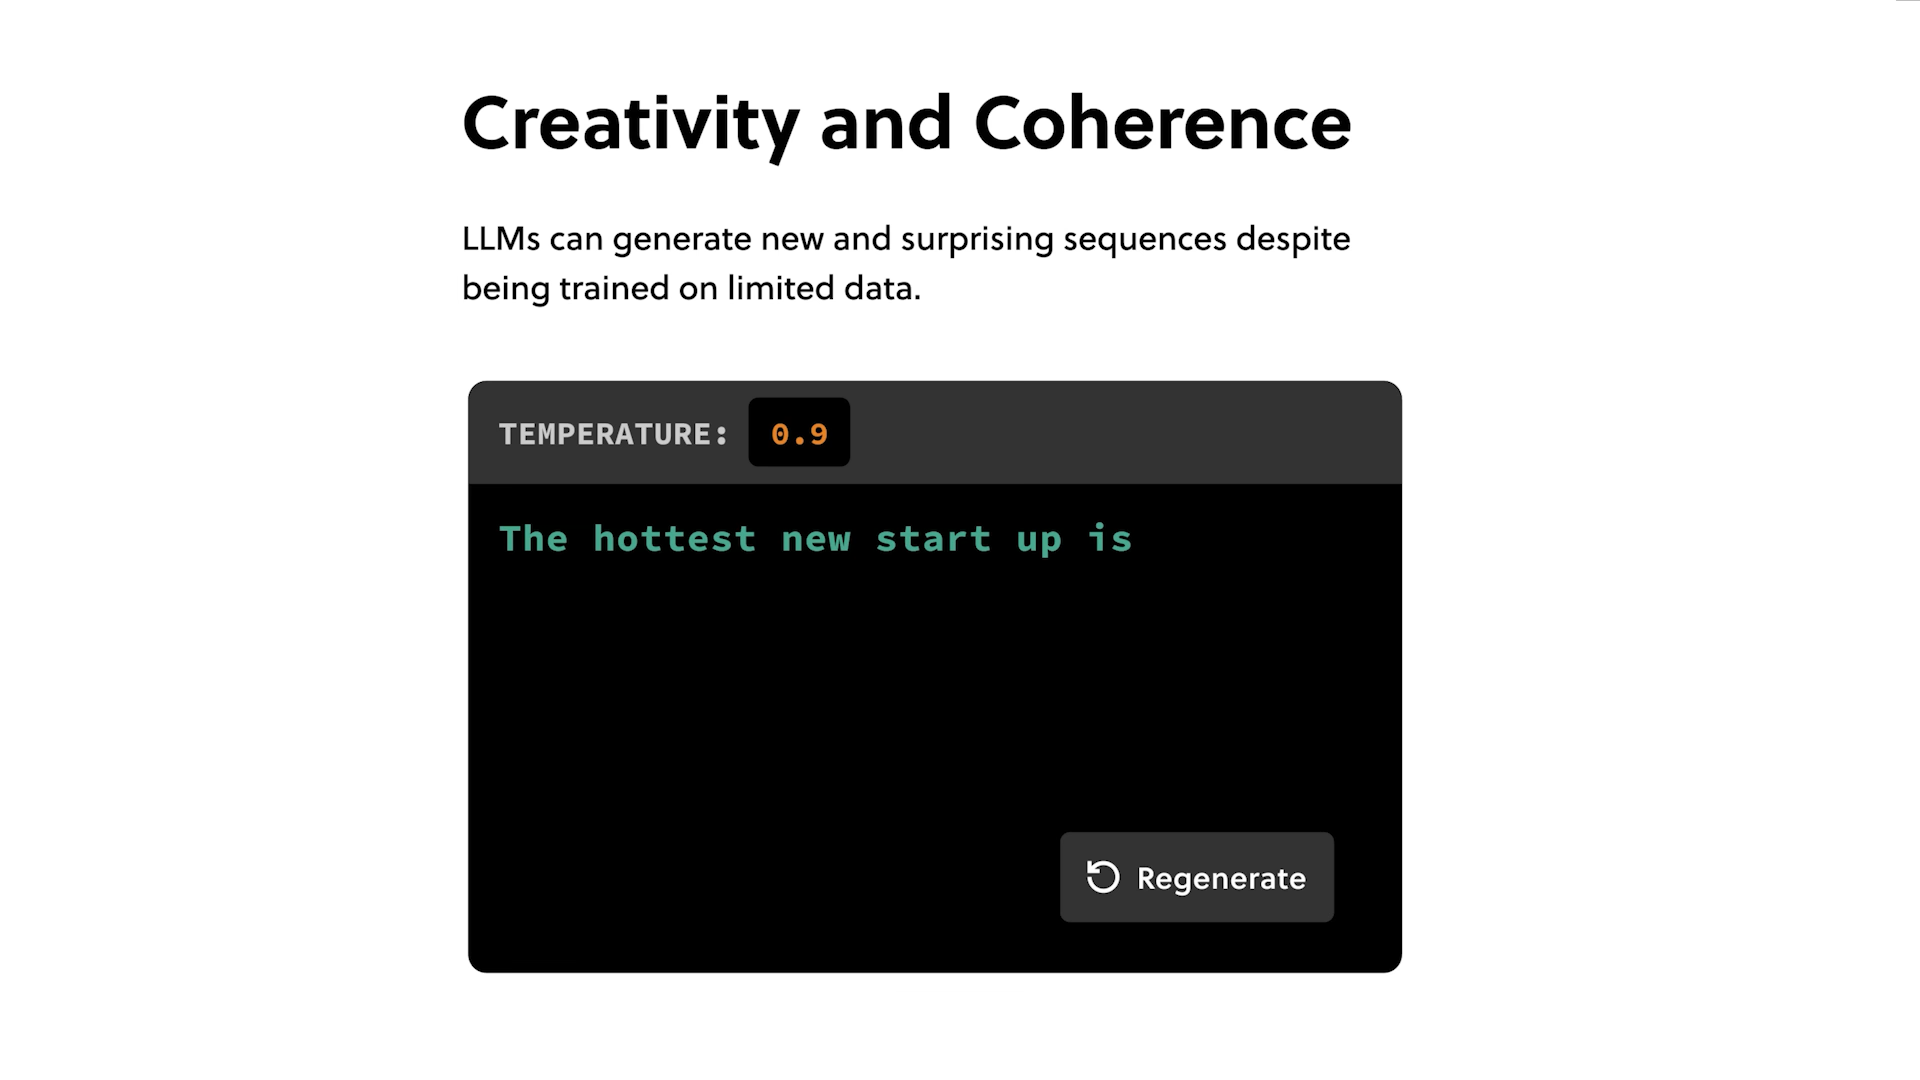 Creativity and Coherence
LLMs can generate new and surprising sequences despite
being trained on limited data.
TEMPERATURE: 0.9
The hottest new start up is
Regenerate